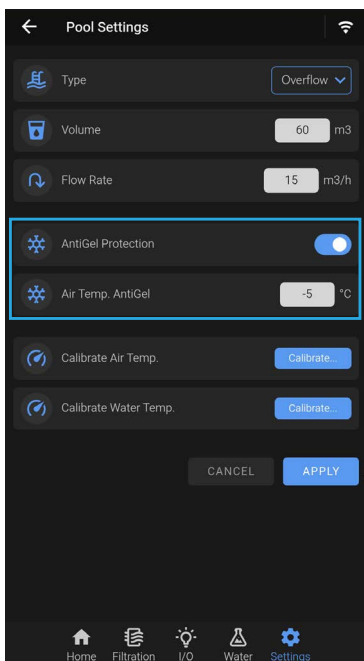 Pool Settings
Type Overflow
Volume 60 m3
Flow Rate 15 m3/h
AntiGel Protection
Air Temp. AntiGel -5 °C
Calibrate Air Temp. Calibrate...
Calibrate Water Temp. Calibrate...
CANCEL APPLY
Home Filtration I/O Water Settings